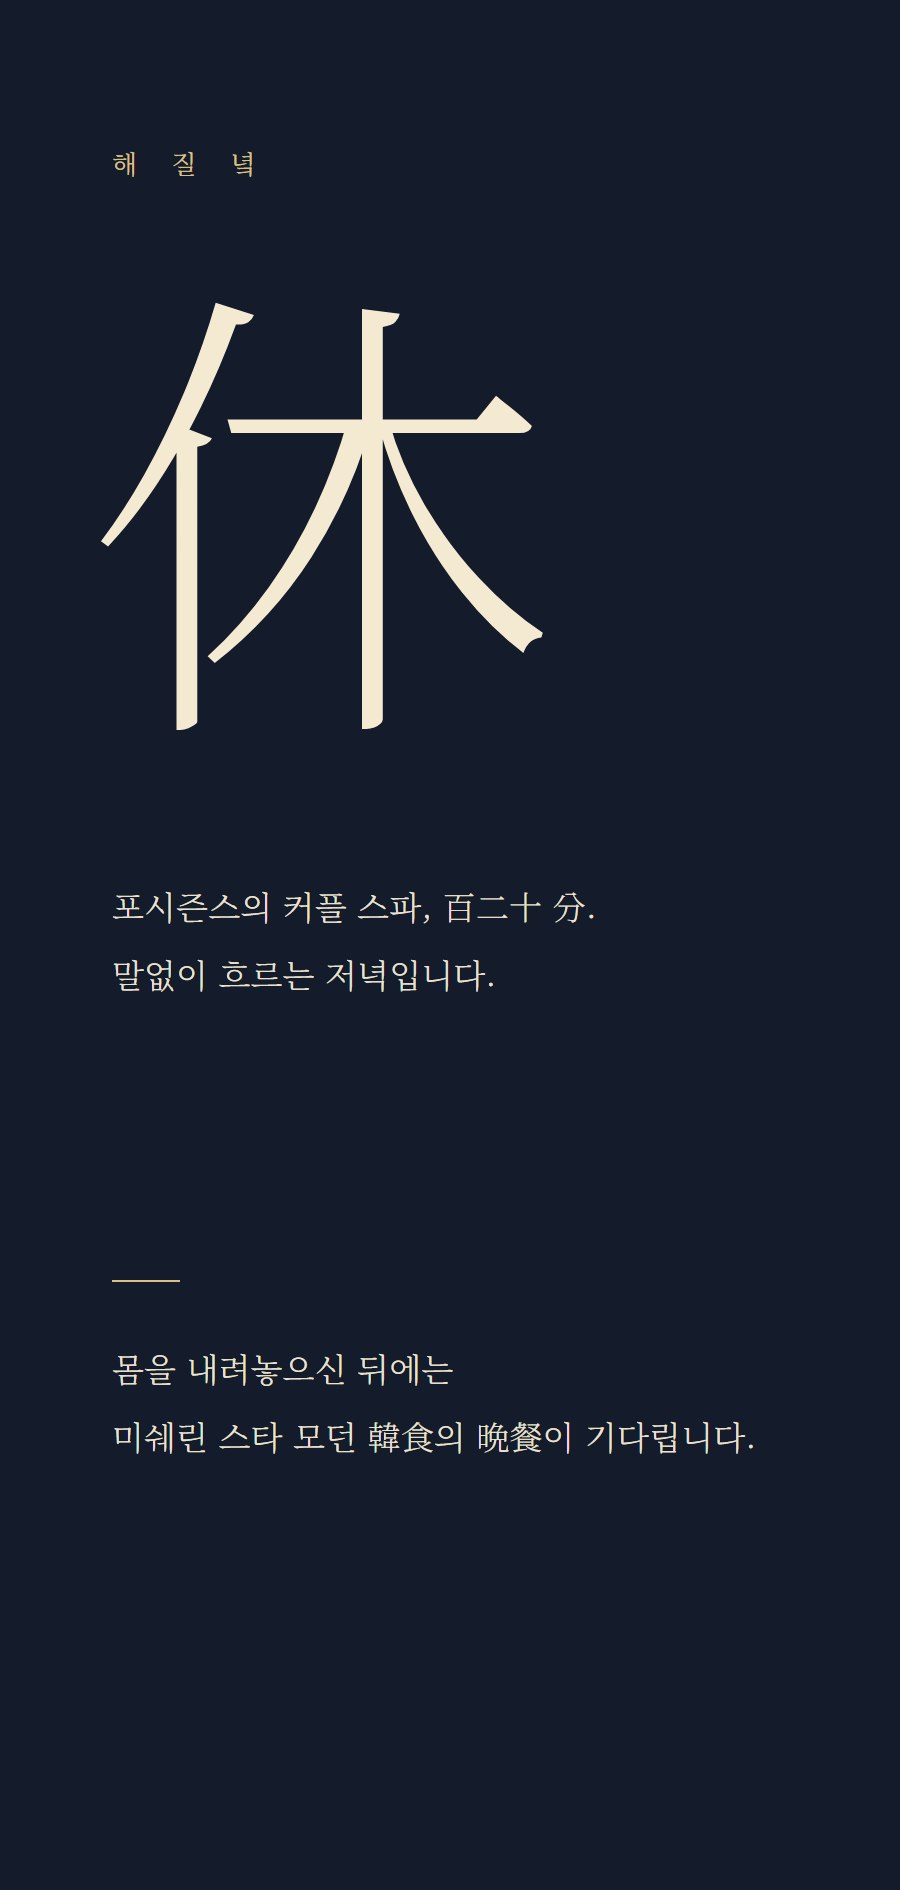 해 질 녘
休
포시즌스의 커플 스파, 百二十 分.
말없이 흐르는 저녁입니다.
몸을 내려놓으신 뒤에는
미쉐린 스타 모던 韓食의 晩餐이 기다립니다.